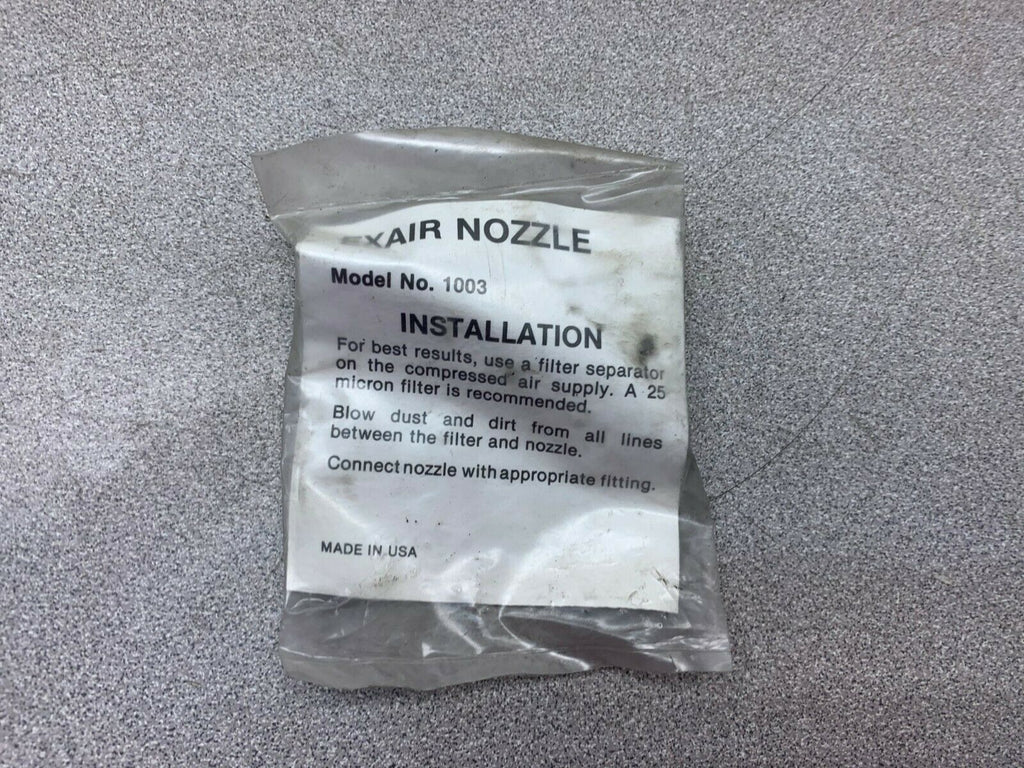 EXAIR NOZZLE
Model No. 1003
INSTALLATION
For best results, use a filter separator
on the compressed air supply. A 25
micron filter is recommended.
Blow dust and dirt from all lines
between the filter and nozzle.
Connect nozzle with appropriate fitting.
MADE IN USA